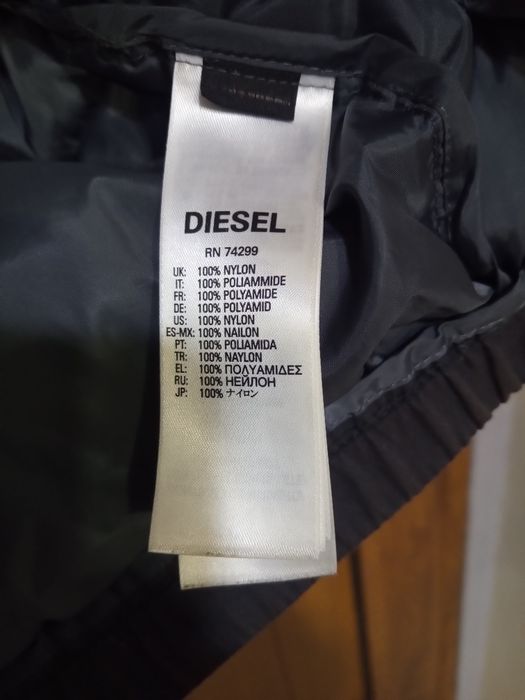 DIESEL
RN 74299
UK: 100% NYLON
IT: 100% POLIAMMIDE
FR: 100% POLYAMIDE
DE: 100% POLYAMID
US: 100% NYLON
ES-MX: 100% NAILON
PT: 100% POLIAMIDA
TR: 100% NAYLON
EL: 100% ΠΟΛΥΑΜΙΔΕΣ
RU: 100% НЕЙЛОН
JP: 100% ナイロン